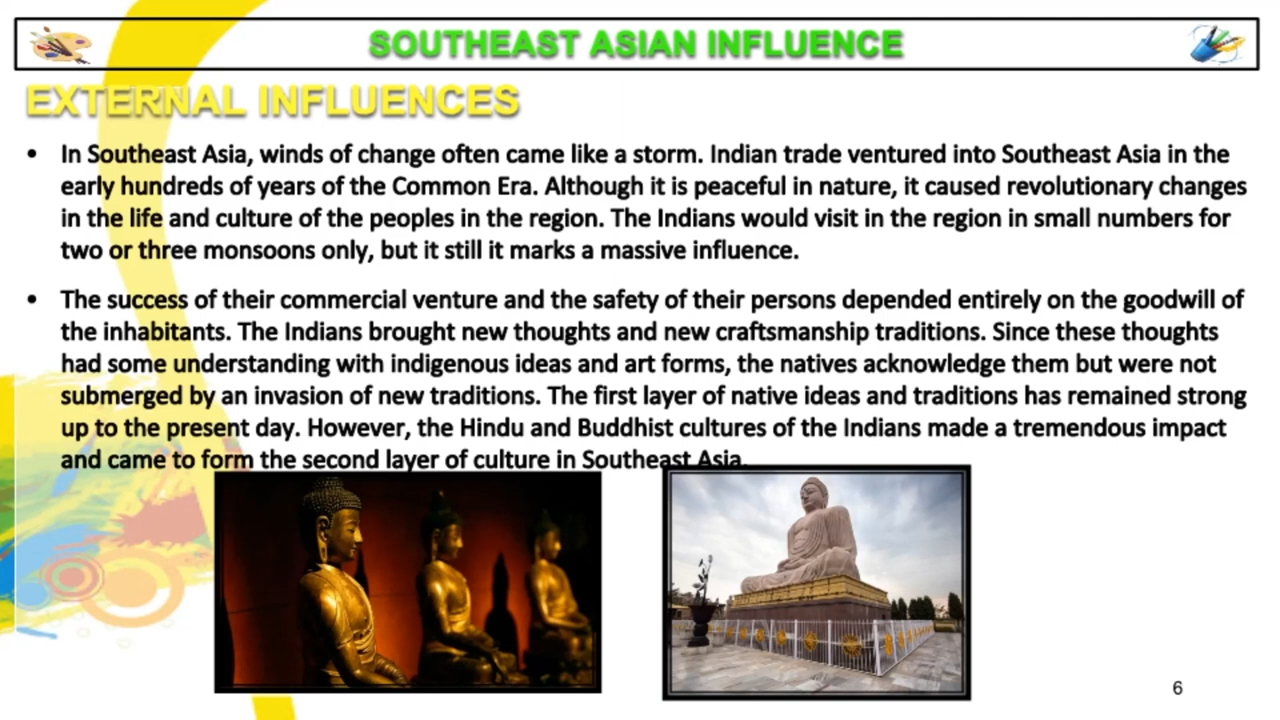 SOUTHEAST ASIAN INFLUENCE
EXTERNAL INFLUENCES
• In Southeast Asia, winds of change often came like a storm. Indian trade ventured into Southeast Asia in the
early hundreds of years of the Common Era. Although it is peaceful in nature, it caused revolutionary changes
in the life and culture of the peoples in the region. The Indians would visit in the region in small numbers for
two or three monsoons only, but it still it marks a massive influence.
• The success of their commercial venture and the safety of their persons depended entirely on the goodwill of
the inhabitants. The Indians brought new thoughts and new craftsmanship traditions. Since these thoughts
had some understanding with indigenous ideas and art forms, the natives acknowledge them but were not
submerged by an invasion of new traditions. The first layer of native ideas and traditions has remained strong
up to the present day. However, the Hindu and Buddhist cultures of the Indians made a tremendous impact
and came to form the second layer of culture in Southeast Asia.
6